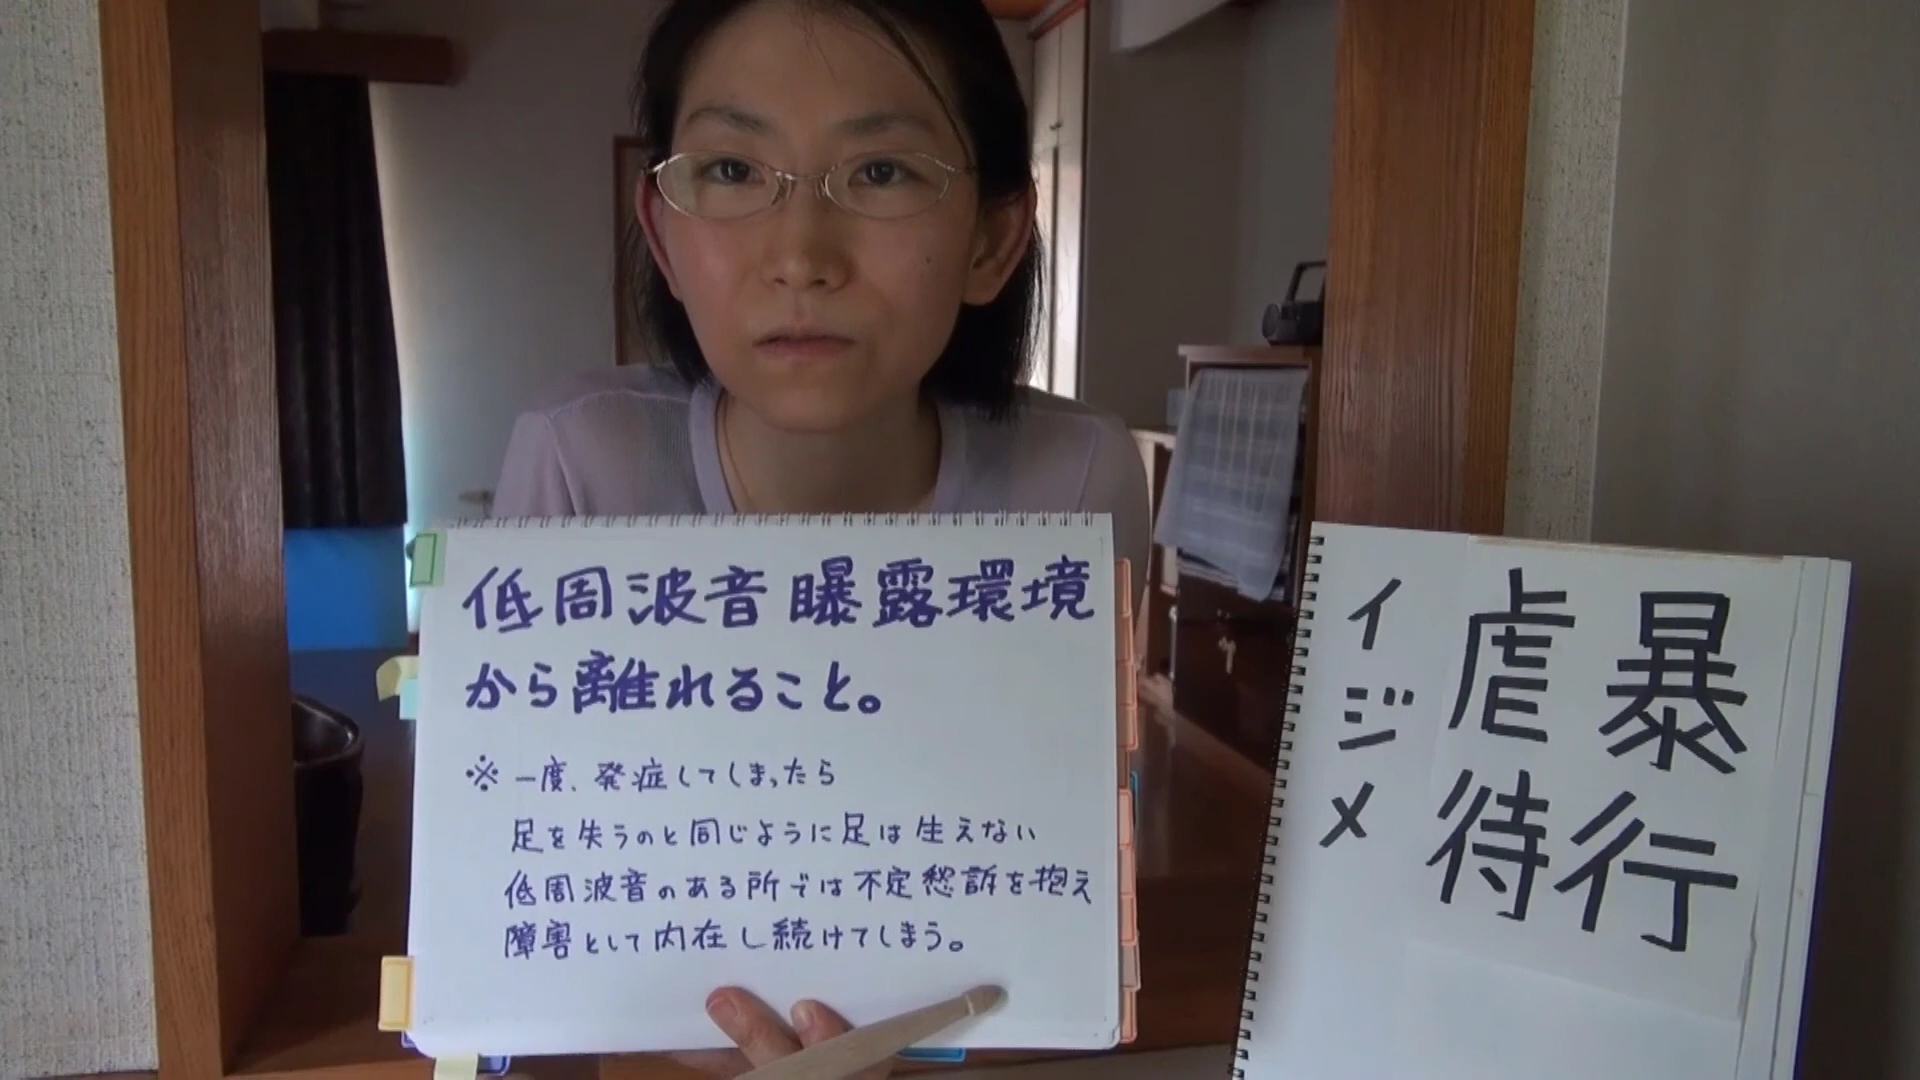 低周波音曝露環境
から離れること。
※一度、発症してしまったら
足を失うのと同じように足は生えない
低周波音のある所では不定愁訴を抱え
障害として内在し続けてしまう。
暴行
虐待
イジメ